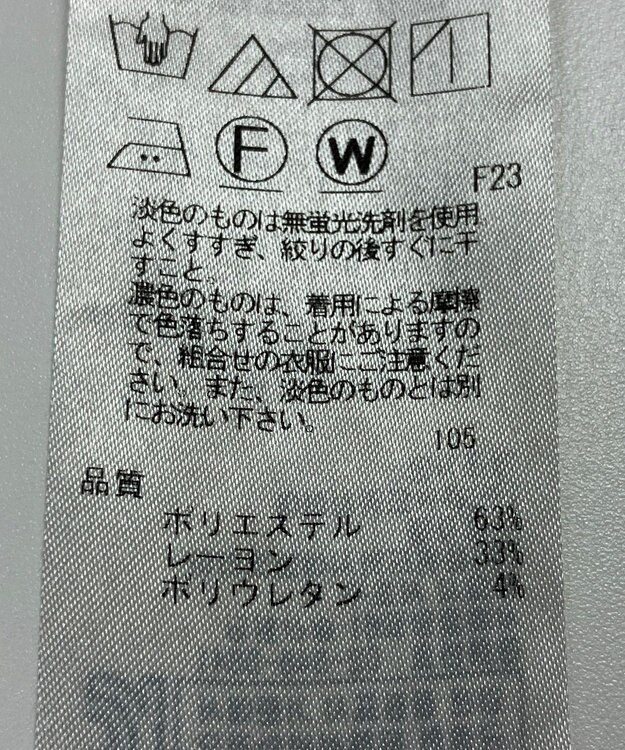 F W
F23
淡色のものは無蛍光洗剤を使用
よくすすぎ、絞りの後すぐに干
すこと。
濃色のものは、着用による摩擦
で色落ちすることがありますの
で、組合せの衣服にご注意くだ
さい。また、淡色のものとは別
にお洗い下さい。
105
品質
ポリエステル 63%
レーヨン 33%
ポリウレタン 4%